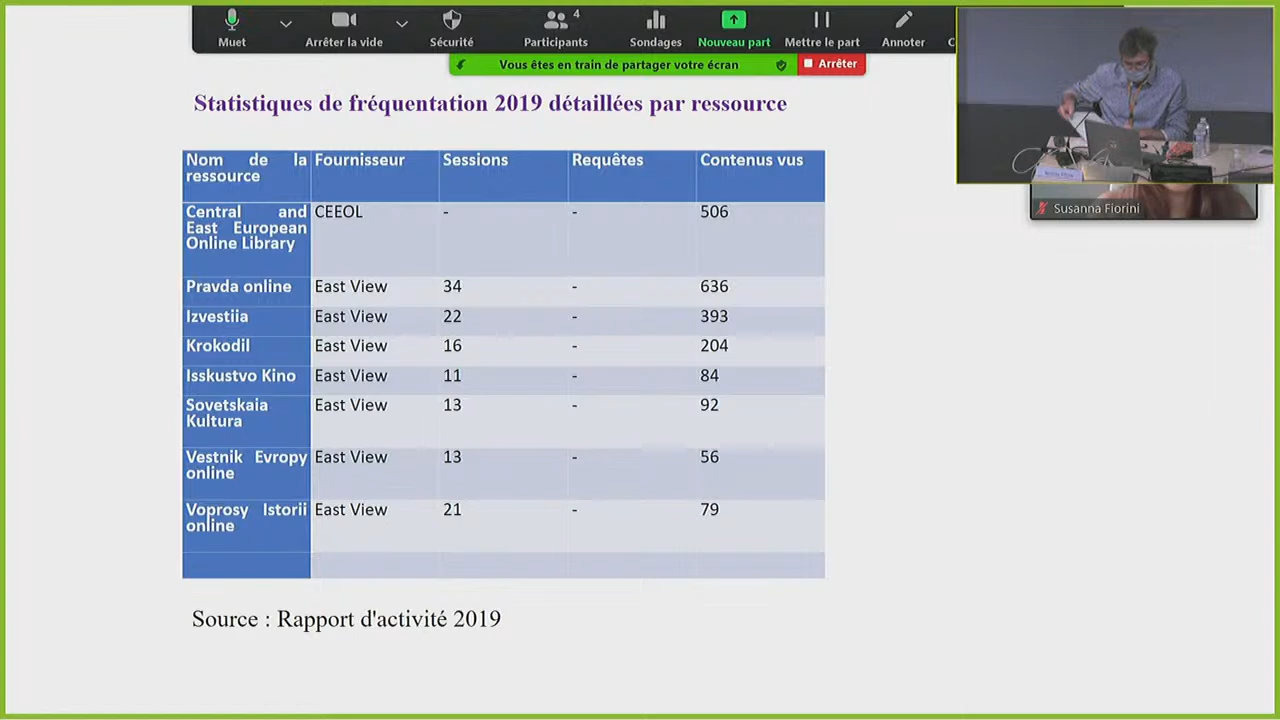 4
Muet
Arrêter la vide
Sécurité
Participants
Sondages
Nouveau part
Mettre le part
Annoter
Vous êtes en train de partager votre écran
Arrêter
Susanna Fiorini
Statistiques de fréquentation 2019 détaillées par ressource
Nom de la ressource Fournisseur Sessions Requêtes Contenus vus
Central and East European Online Library CEEOL - - 506
Pravda online East View 34 - 636
Izvestiia East View 22 - 393
Krokodil East View 16 - 204
Isskustvo Kino East View 11 - 84
Sovetskaia Kultura East View 13 - 92
Vestnik Evropy online East View 13 - 56
Voprosy Istorii online East View 21 - 79
Source : Rapport d'activité 2019